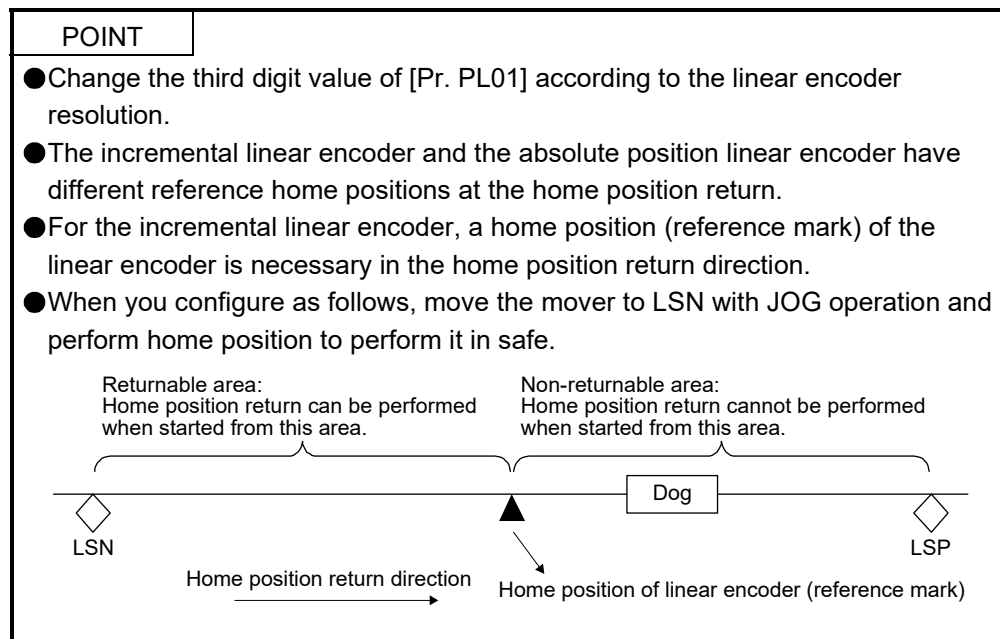 POINT
●Change the third digit value of [Pr. PL01] according to the linear encoder
resolution.
●The incremental linear encoder and the absolute position linear encoder have
different reference home positions at the home position return.
●For the incremental linear encoder, a home position (reference mark) of the
linear encoder is necessary in the home position return direction.
●When you configure as follows, move the mover to LSN with JOG operation and
perform home position to perform it in safe.
Returnable area:
Home position return can be performed
when started from this area.
Non-returnable area:
Home position return cannot be performed
when started from this area.
Dog
LSN
LSP
Home position return direction
Home position of linear encoder (reference mark)